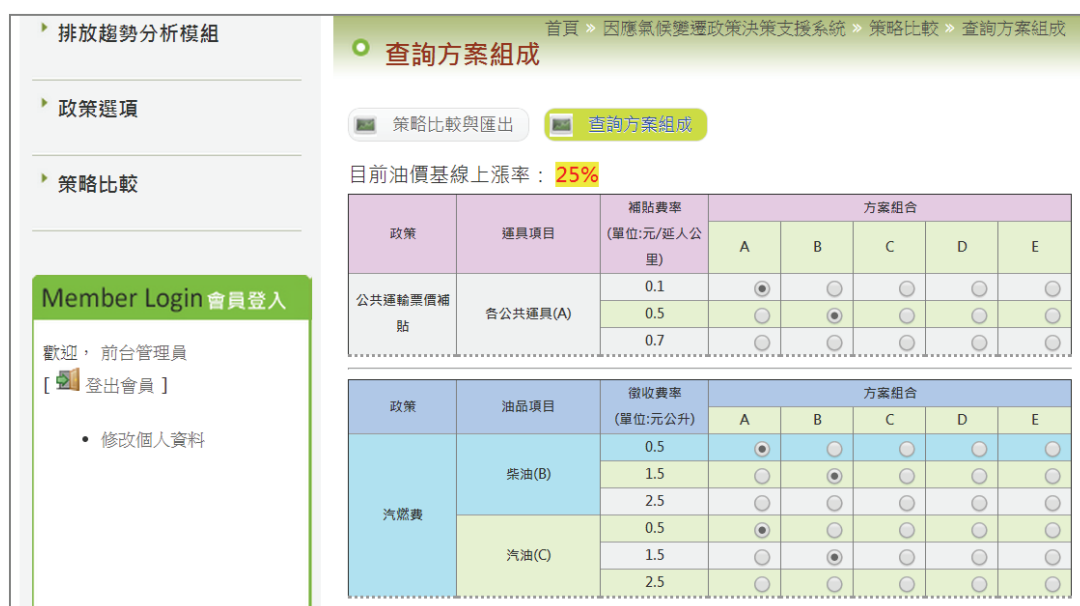 排放趨勢分析模組
政策選項
策略比較
Member Login 會員登入
歡迎， 前台管理員
[ 登出會員 ]
修改個人資料
首頁 » 因應氣候變遷政策決策支援系統 » 策略比較 » 查詢方案組成
查詢方案組成
策略比較與匯出 查詢方案組成
目前油價基線上漲率： 25%
政策 運具項目 補貼費率 方案組合
(單位:元/延人公里) A B C D E
公共運輸票價補貼 各公共運具(A) 0.1
0.5
0.7
政策 油品項目 徵收費率 方案組合
(單位:元公升) A B C D E
汽燃費 柴油(B) 0.5
1.5
2.5
汽油(C) 0.5
1.5
2.5